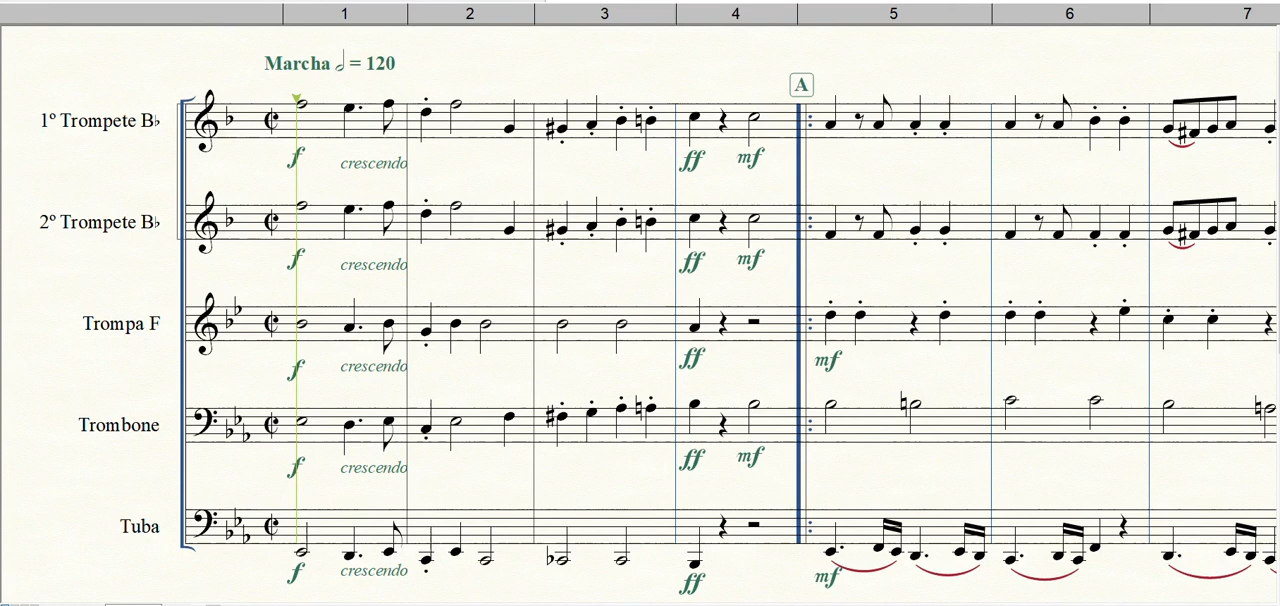 1 2 3 4 5 6 7
Marcha 𝅗𝅥 = 120
A
1º Trompete B♭
f crescendo ff mf
2º Trompete B♭
f crescendo ff mf
Trompa F
f crescendo ff mf
Trombone
f crescendo ff mf
Tuba
f crescendo ff mf